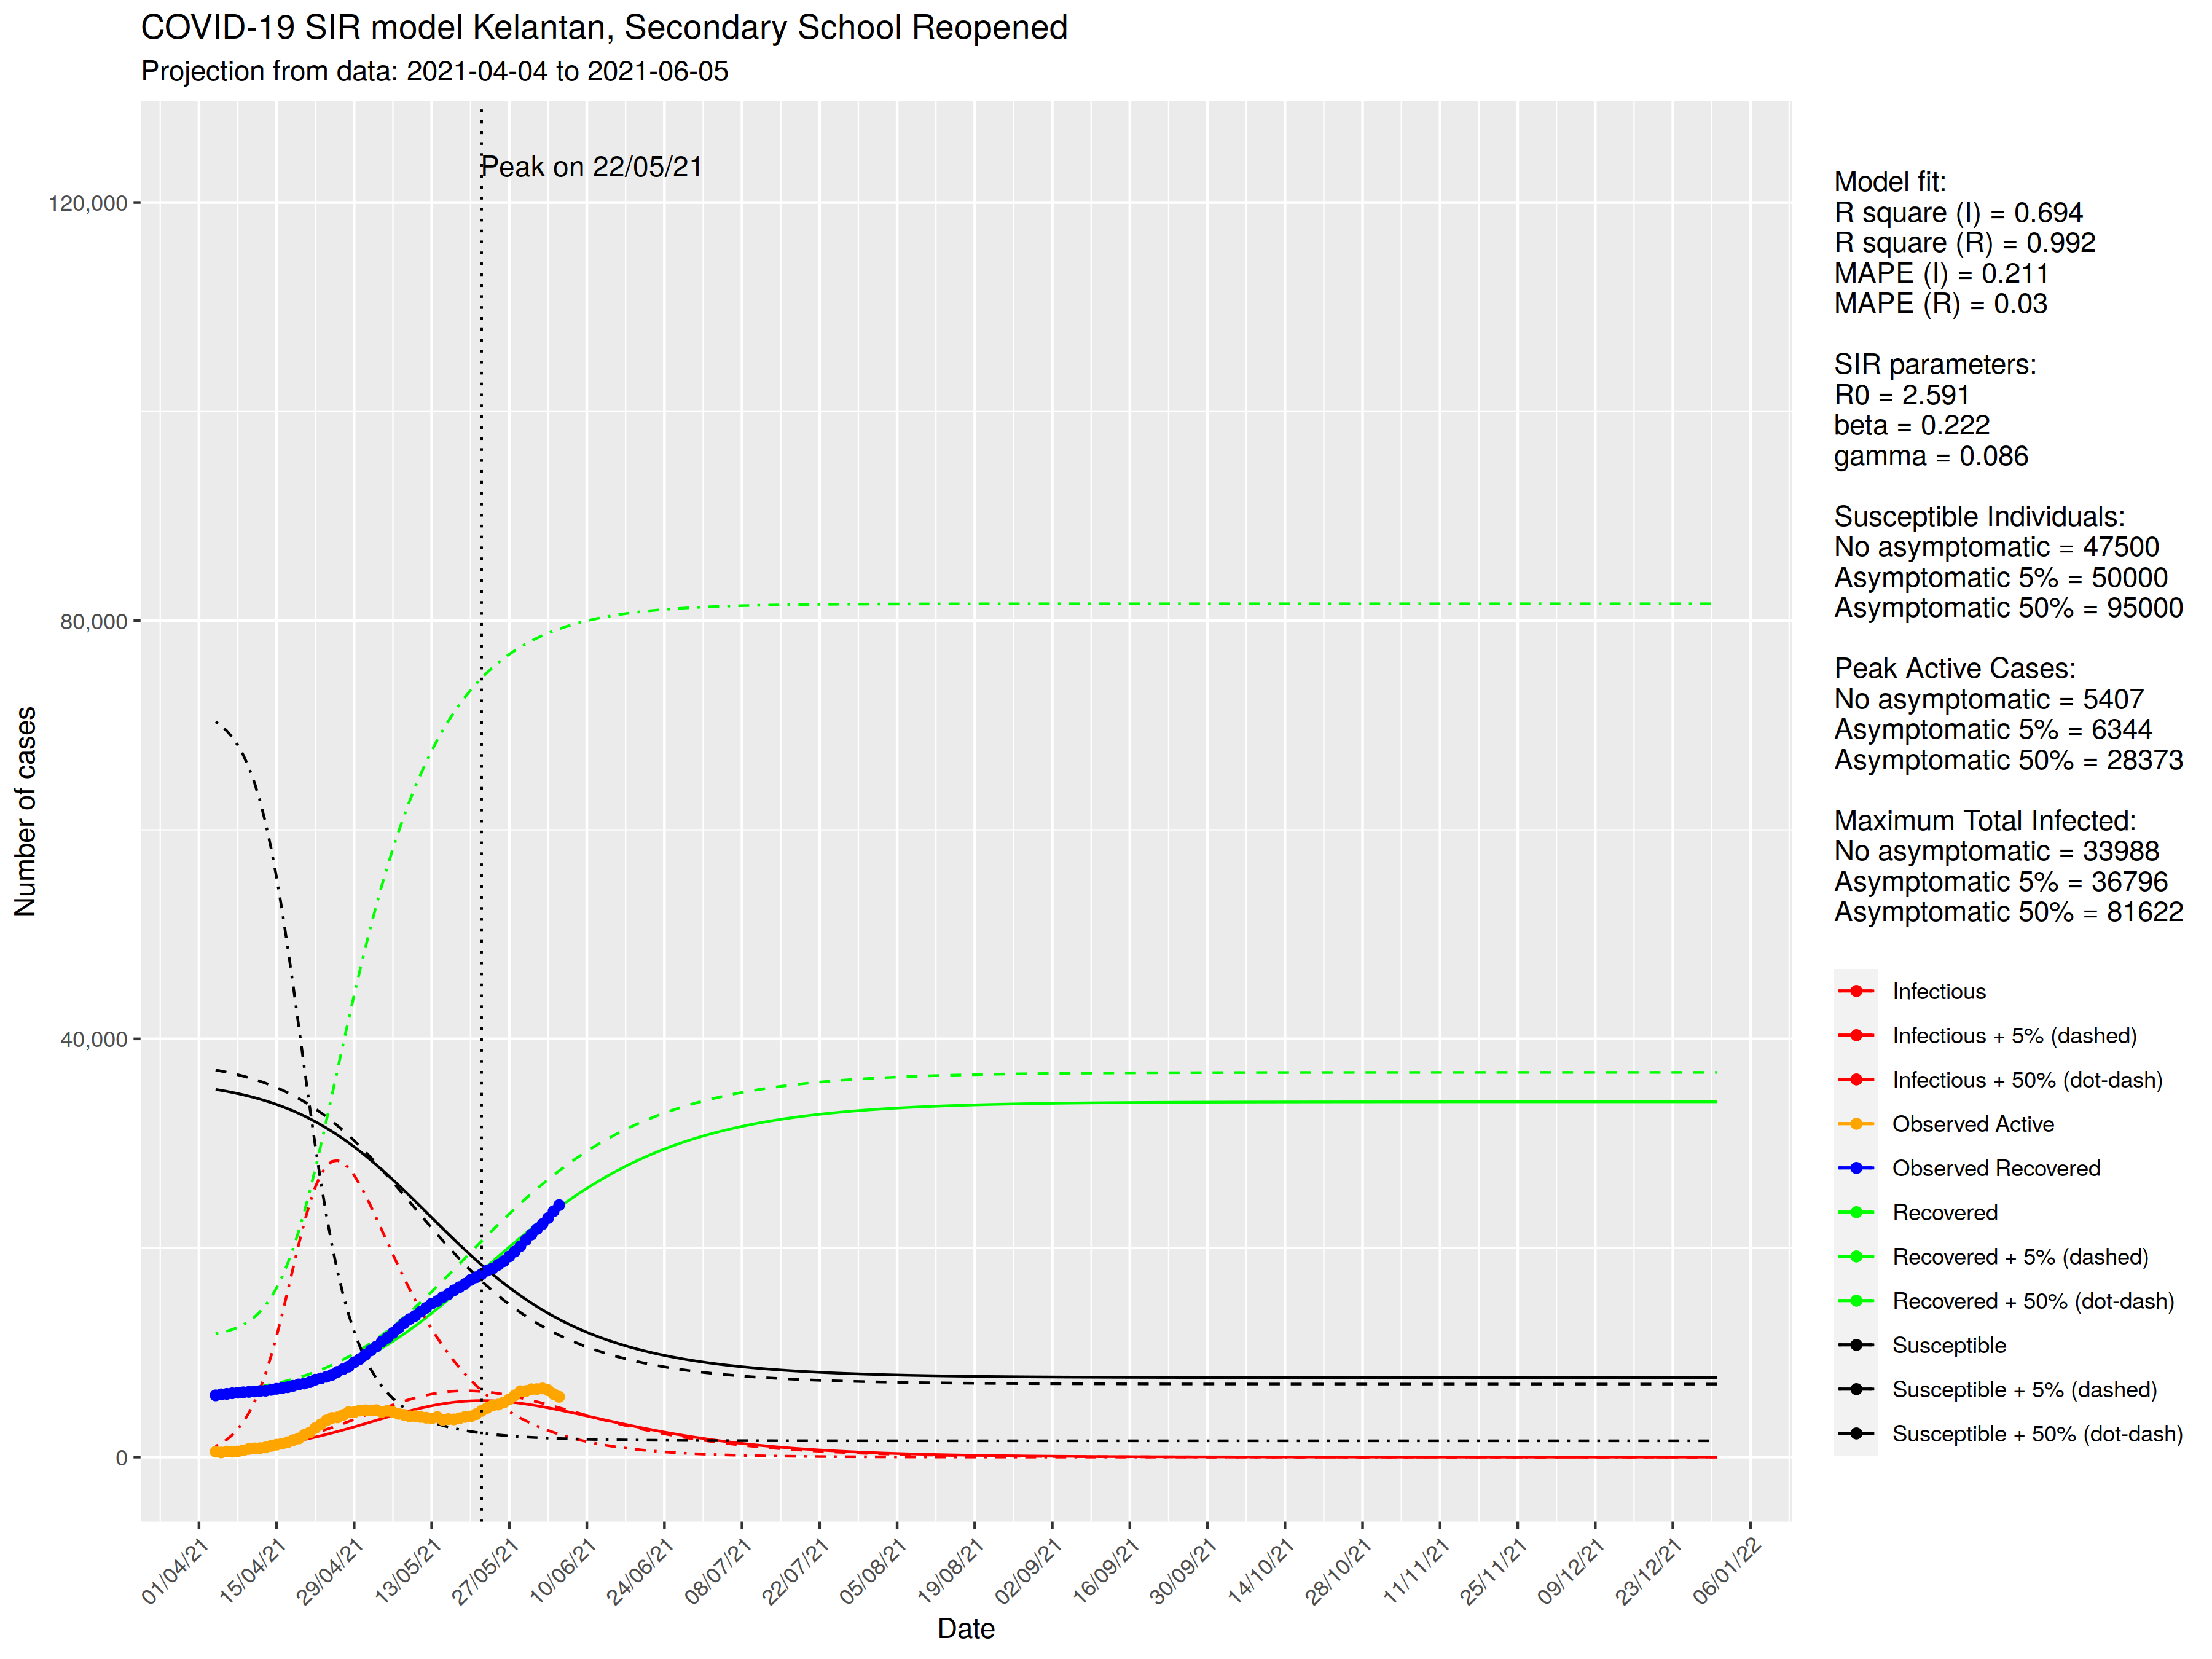 COVID-19 SIR model Kelantan, Secondary School Reopened
Projection from data: 2021-04-04 to 2021-06-05
Peak on 22/05/21
120,000
80,000
40,000
0
Number of cases
01/04/21
15/04/21
29/04/21
13/05/21
27/05/21
10/06/21
24/06/21
08/07/21
22/07/21
05/08/21
19/08/21
02/09/21
16/09/21
30/09/21
14/10/21
28/10/21
11/11/21
25/11/21
09/12/21
23/12/21
06/01/22
Date
Model fit:
R square (I) = 0.694
R square (R) = 0.992
MAPE (I) = 0.211
MAPE (R) = 0.03
SIR parameters:
R0 = 2.591
beta = 0.222
gamma = 0.086
Susceptible Individuals:
No asymptomatic = 47500
Asymptomatic 5% = 50000
Asymptomatic 50% = 95000
Peak Active Cases:
No asymptomatic = 5407
Asymptomatic 5% = 6344
Asymptomatic 50% = 28373
Maximum Total Infected:
No asymptomatic = 33988
Asymptomatic 5% = 36796
Asymptomatic 50% = 81622
Infectious
Infectious + 5% (dashed)
Infectious + 50% (dot-dash)
Observed Active
Observed Recovered
Recovered
Recovered + 5% (dashed)
Recovered + 50% (dot-dash)
Susceptible
Susceptible + 5% (dashed)
Susceptible + 50% (dot-dash)